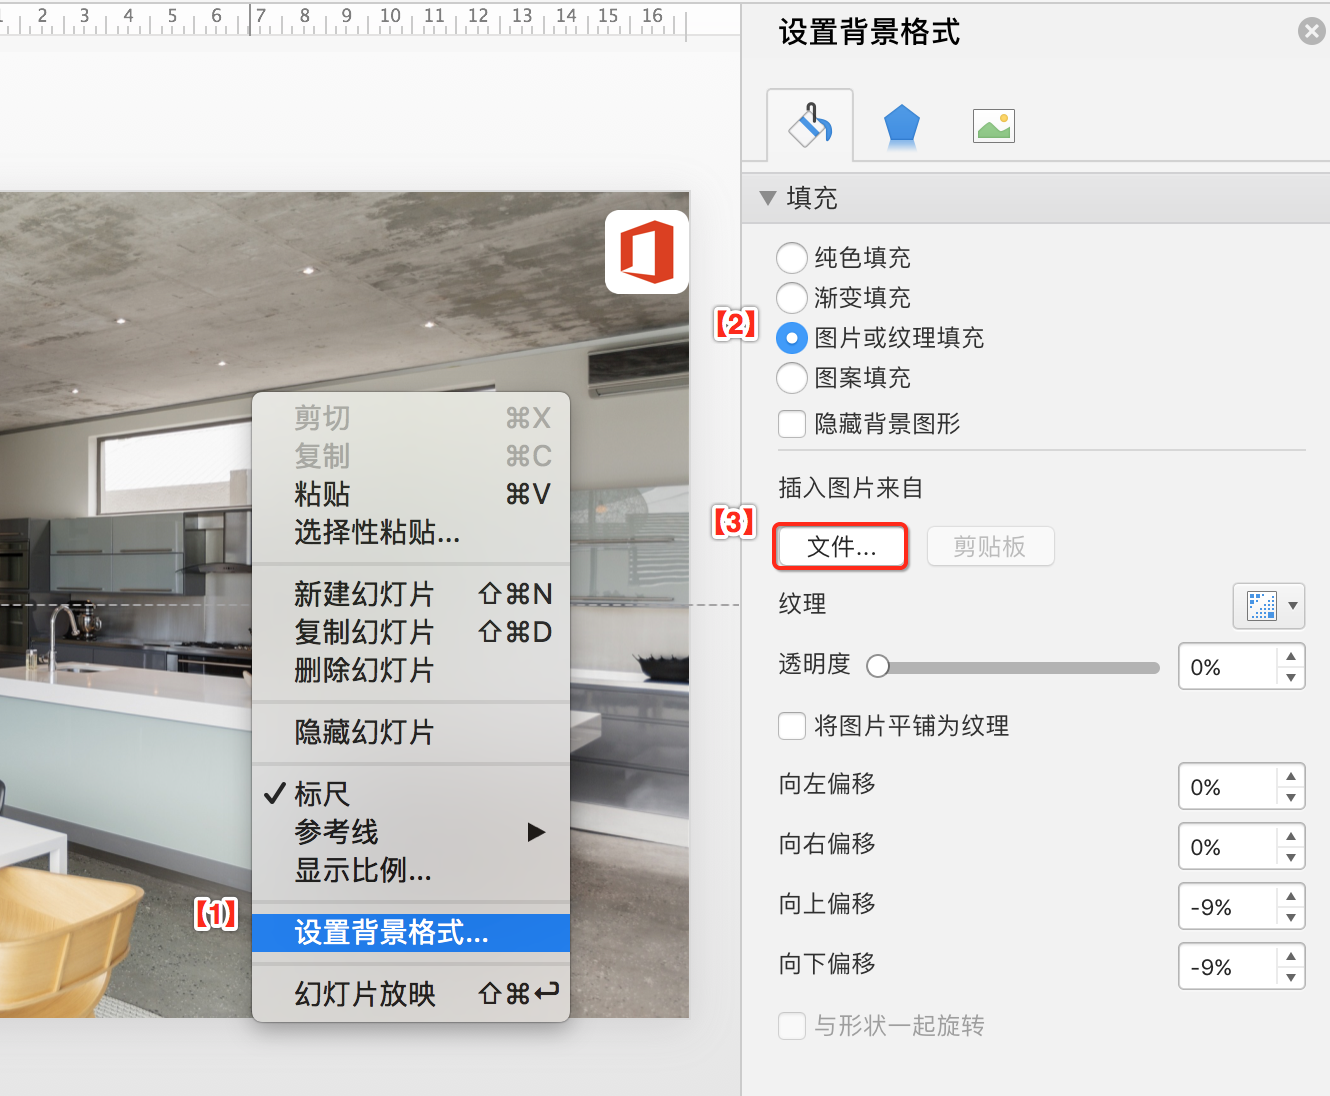 1 2 3 4 5 6 7 8 9 10 11 12 13 14 15 16
设置背景格式
填充
纯色填充
渐变填充
【2】
图片或纹理填充
图案填充
隐藏背景图形
插入图片来自
【3】
文件...
剪贴板
纹理
透明度 0%
将图片平铺为纹理
向左偏移 0%
向右偏移 0%
向上偏移 -9%
向下偏移 -9%
与形状一起旋转
剪切 ⌘X
复制 ⌘C
粘贴 ⌘V
选择性粘贴...
新建幻灯片 ⇧⌘N
复制幻灯片 ⇧⌘D
删除幻灯片
隐藏幻灯片
✓ 标尺
参考线 ▶
显示比例...
【1】
设置背景格式...
幻灯片放映 ⇧⌘↩